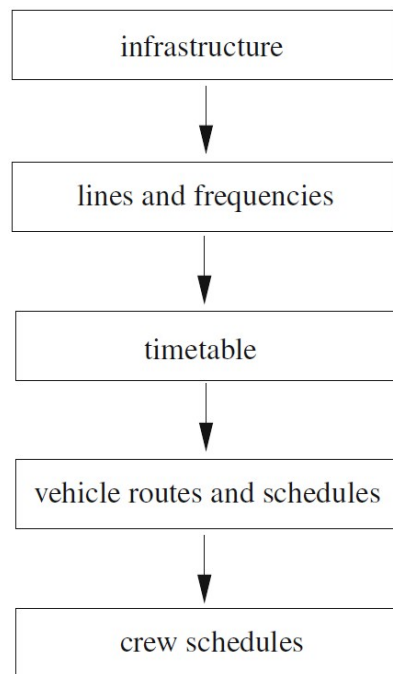 infrastructure
lines and frequencies
timetable
vehicle routes and schedules
crew schedules